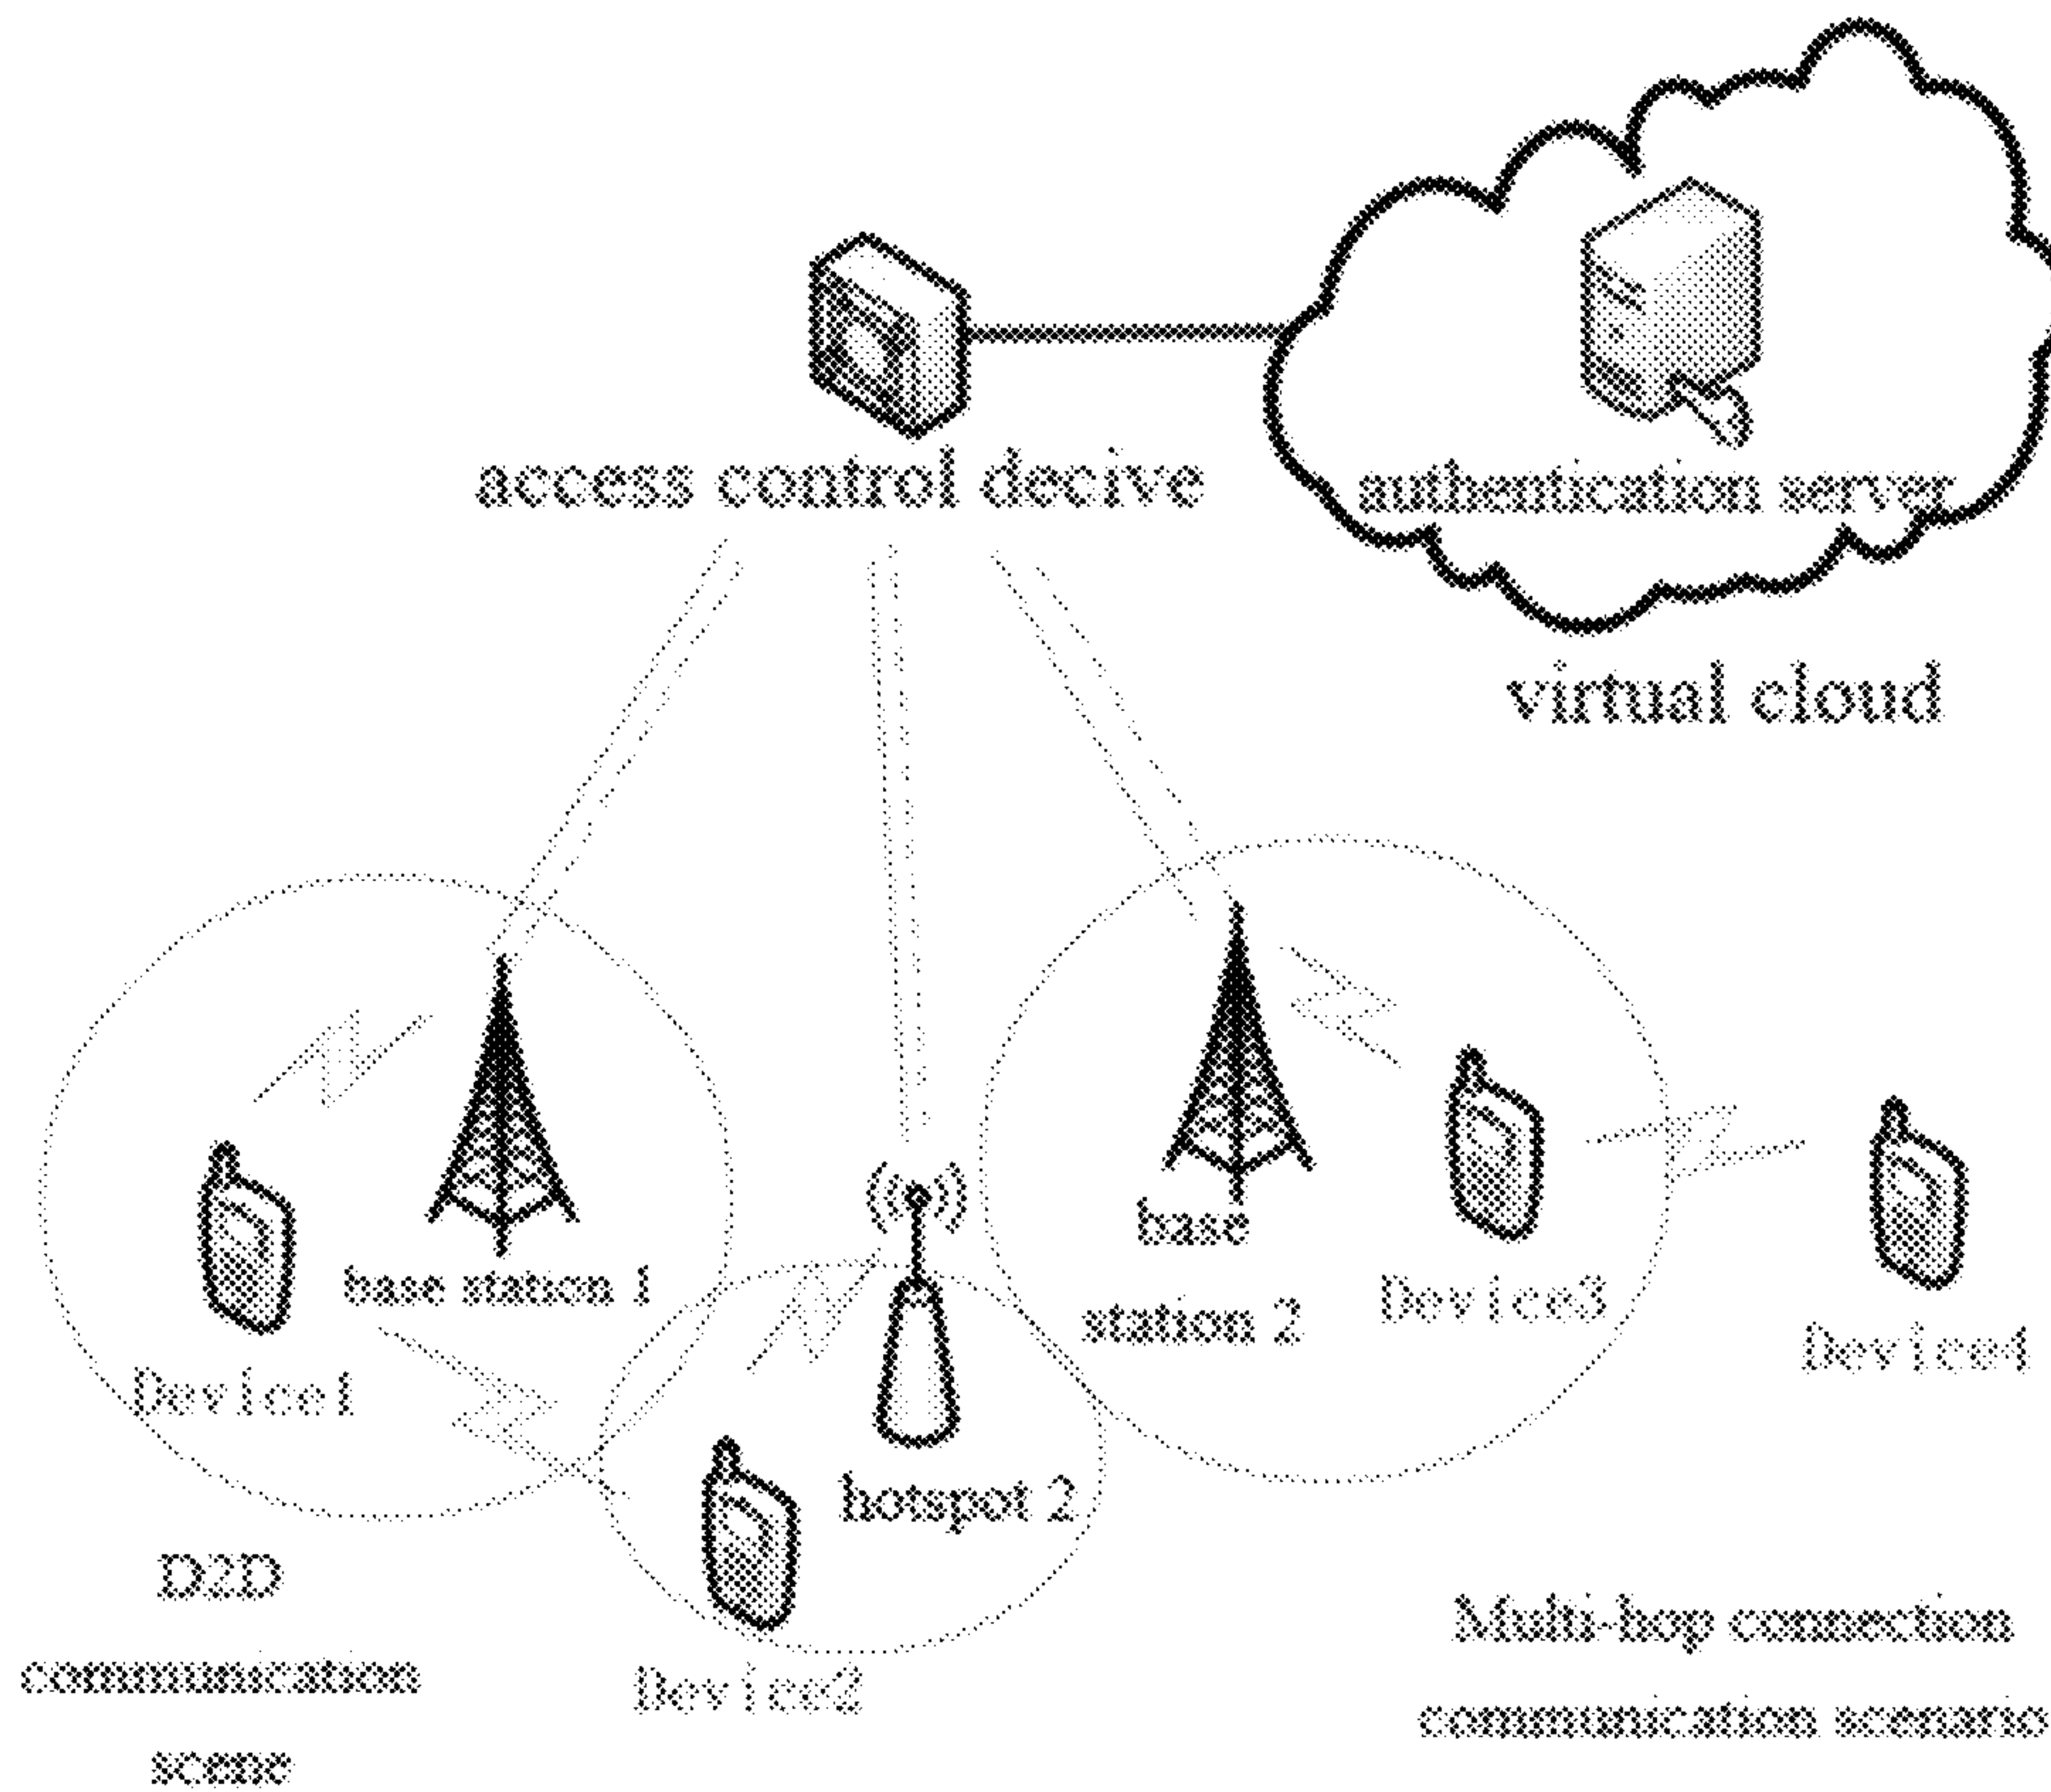 access control decive
authentication server
virtual cloud
base station 1
base
station 2
Device1
Device3
Device4
hotspot 2
Device2
D2D
communication
scene
Multi-hop connection
communication scenario